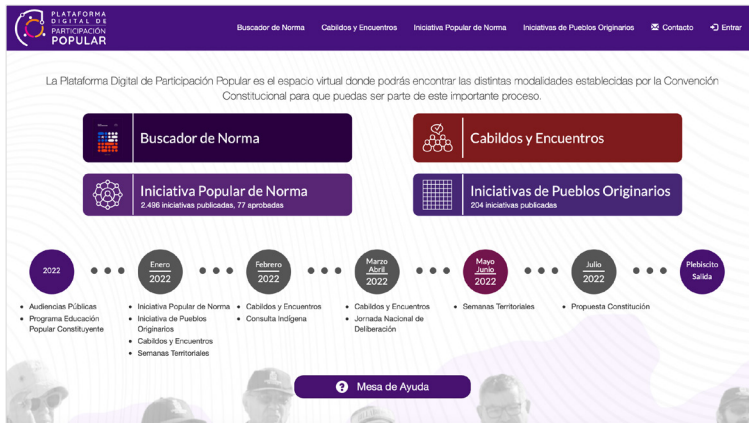 PLATAFORMA
DIGITAL DE
PARTICIPACIÓN
POPULAR
Buscador de Norma
Cabildos y Encuentros
Iniciativa Popular de Norma
Iniciativas de Pueblos Originarios
Contacto
Entrar
La Plataforma Digital de Participación Popular es el espacio virtual donde podrás encontrar las distintas modalidades establecidas por la Convención
Constitucional para que puedas ser parte de este importante proceso.
Buscador de Norma
Cabildos y Encuentros
Iniciativa Popular de Norma
2.496 iniciativas publicadas, 77 aprobadas
Iniciativas de Pueblos Originarios
204 iniciativas publicadas
2022
• Audiencias Públicas
• Programa Educación
Popular Constituyente
Enero
2022
• Iniciativa Popular de Norma
• Iniciativa de Pueblos
Originarios
• Cabildos y Encuentros
• Semanas Territoriales
Febrero
2022
• Cabildos y Encuentros
• Consulta Indígena
Marzo
Abril
2022
• Cabildos y Encuentros
• Jornada Nacional de
Deliberación
Mayo
Junio
2022
• Semanas Territoriales
Julio
2022
• Propuesta Constitución
Plebiscito
Salida
Mesa de Ayuda